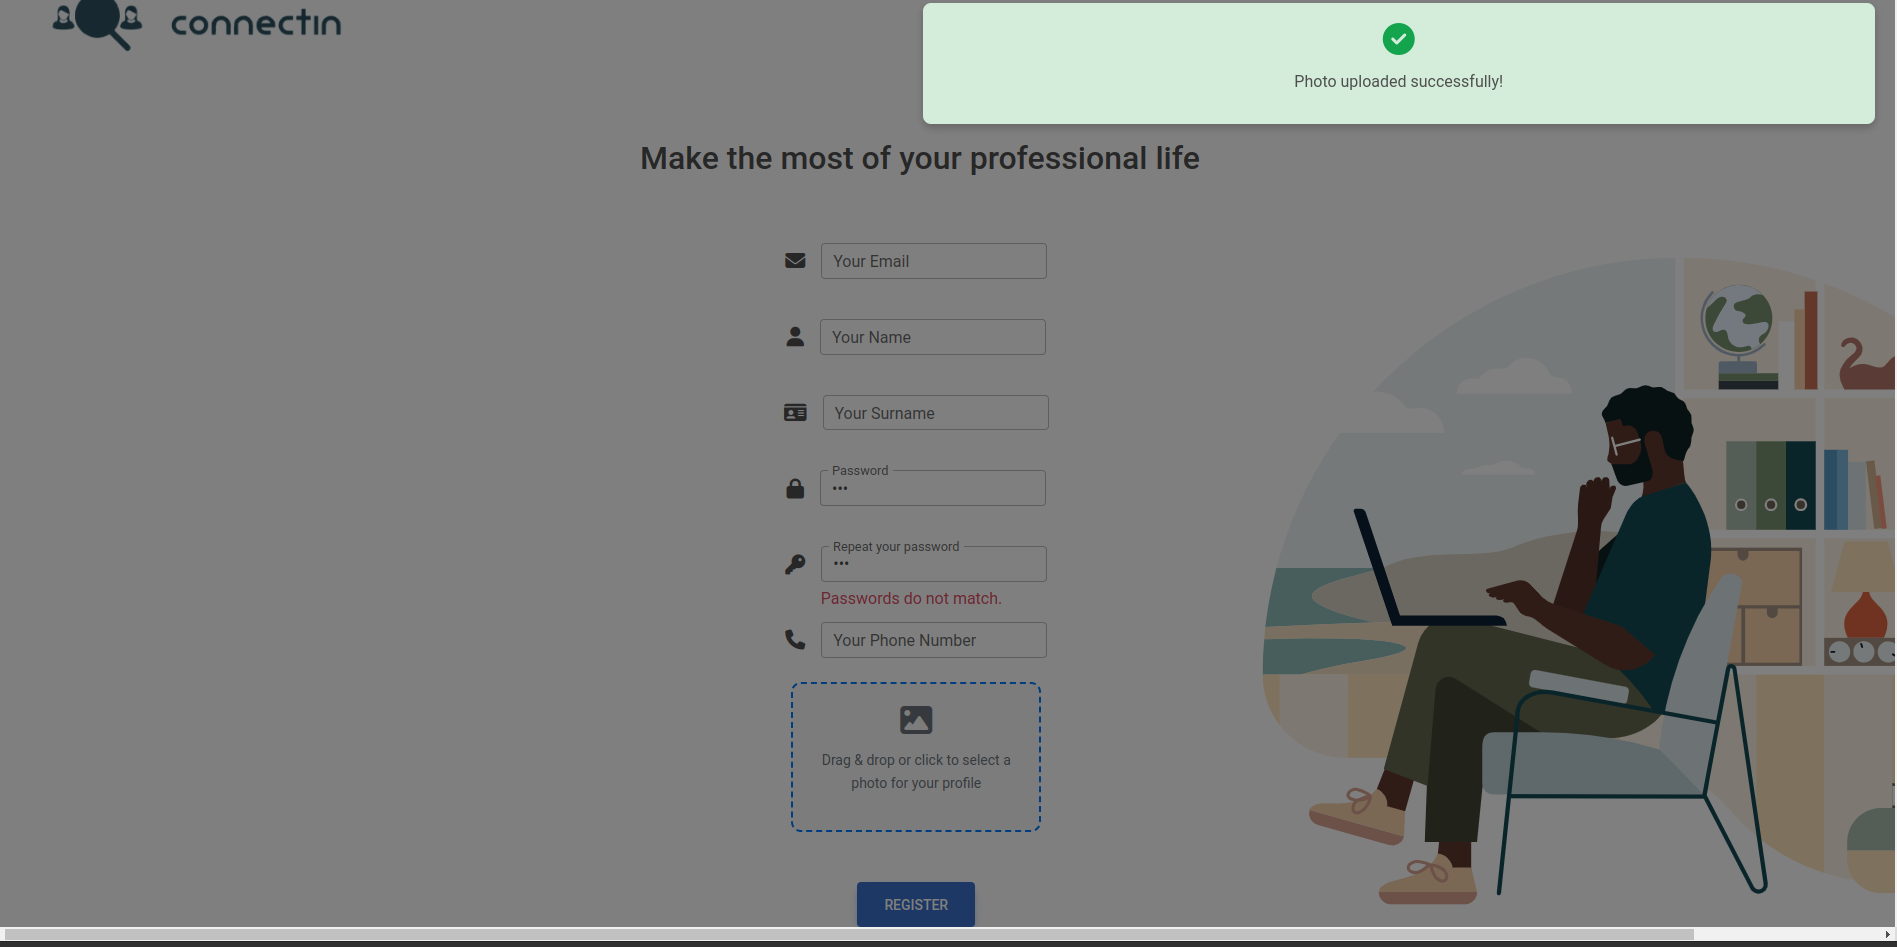 connectin
Photo uploaded successfully!
Make the most of your professional life
Your Email
Your Name
Your Surname
Password
•••
Repeat your password
•••
Passwords do not match.
Your Phone Number
Drag & drop or click to select a
photo for your profile
REGISTER